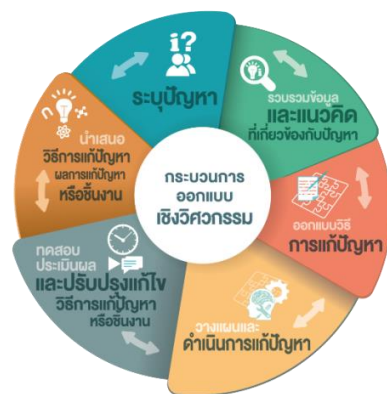 i?
ระบุปัญหา
รวบรวมข้อมูล
และแนวคิด
ที่เกี่ยวข้องกับปัญหา
ออกแบบวิธี
การแก้ปัญหา
วางแผนและ
ดำเนินการแก้ปัญหา
ทดสอบ
ประเมินผล
และปรับปรุงแก้ไข
วิธีการแก้ปัญหา
หรือชิ้นงาน
นำเสนอ
วิธีการแก้ปัญหา
ผลการแก้ปัญหา
หรือชิ้นงาน
กระบวนการ
ออกแบบ
เชิงวิศวกรรม